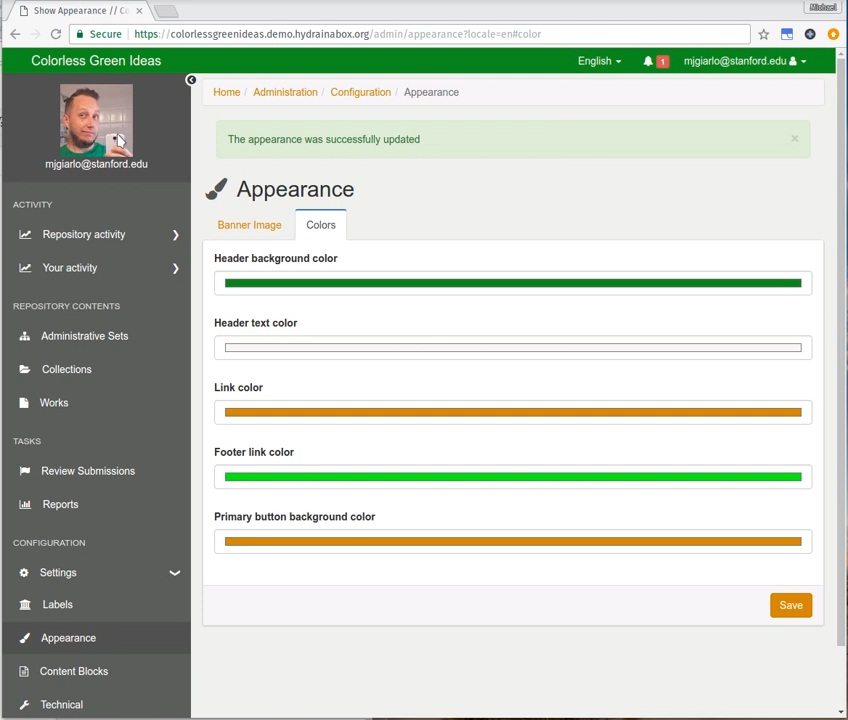 Show Appearance // Co
Michael
Secure
https://colorlessgreenideas.demo.hydrainabox.org/admin/appearance?locale=en#color
Colorless Green Ideas
English
1
mjgiarlo@stanford.edu
mjgiarlo@stanford.edu
ACTIVITY
Repository activity
Your activity
REPOSITORY CONTENTS
Administrative Sets
Collections
Works
TASKS
Review Submissions
Reports
CONFIGURATION
Settings
Labels
Appearance
Content Blocks
Technical
Home / Administration / Configuration / Appearance
The appearance was successfully updated
Appearance
Banner Image
Colors
Header background color
Header text color
Link color
Footer link color
Primary button background color
Save